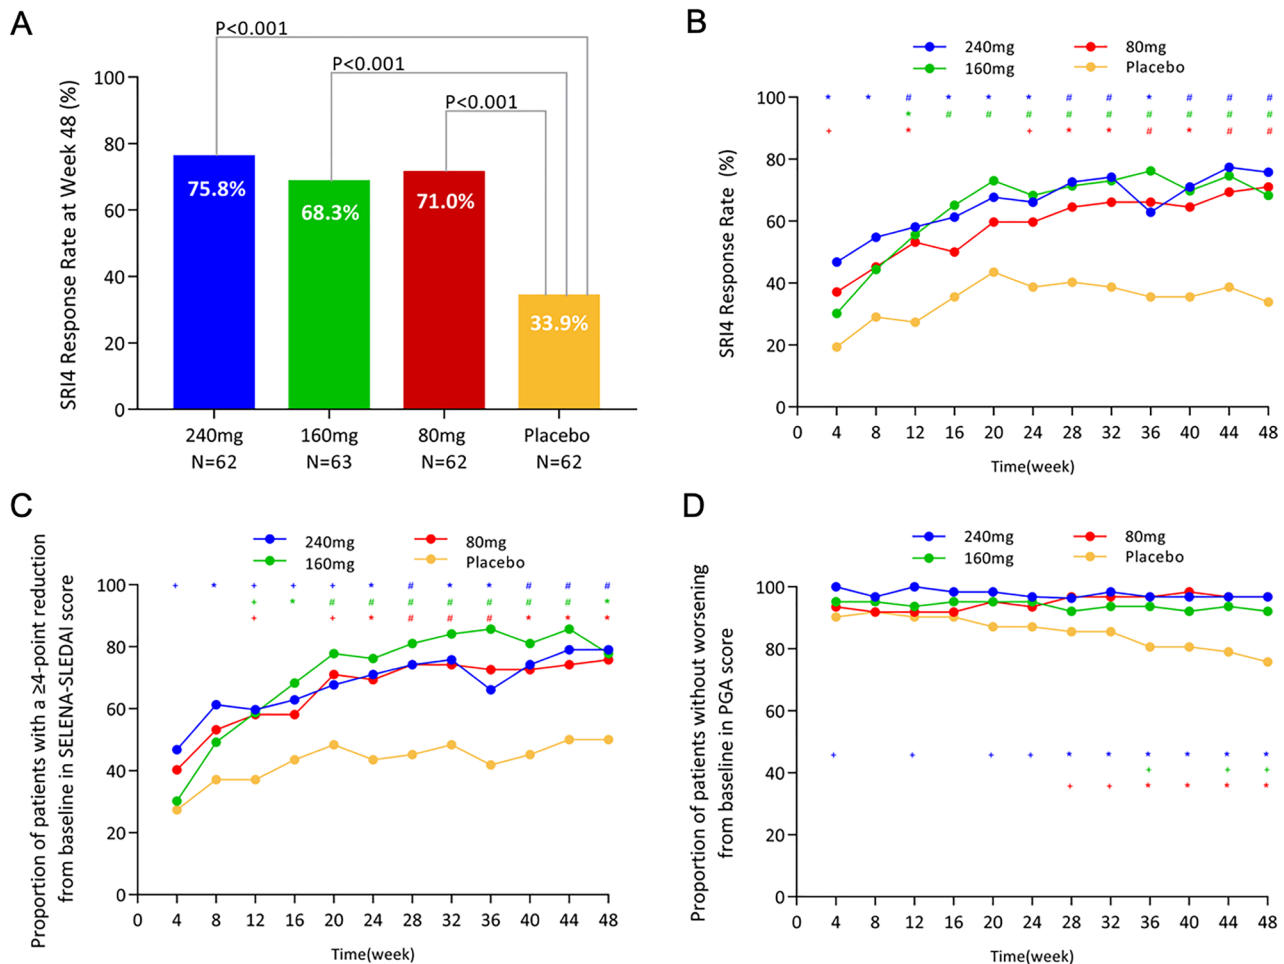 A
P<0.001
P<0.001
P<0.001
SRI4 Response Rate at Week 48 (%)
100
80
60
40
20
0
75.8%
68.3%
71.0%
33.9%
240mg
160mg
80mg
Placebo
N=62
N=63
N=62
N=62
B
240mg
80mg
160mg
Placebo
SRI4 Response Rate (%)
100
80
60
40
20
0
* * # * * * # # * # # #
* # # # # # # # # #
+ * + * * # * # #
0 4 8 12 16 20 24 28 32 36 40 44 48
Time(week)
C
240mg
80mg
160mg
Placebo
Proportion of patients with a ≥4-point reduction
from baseline in SELENA-SLEDAI score
100
80
60
40
20
0
+ * + + + * # * * # # #
+ * # # # # # # # *
+ + * # # # * * *
0 4 8 12 16 20 24 28 32 36 40 44 48
Time(week)
D
240mg
80mg
160mg
Placebo
Proportion of patients without worsening
from baseline in PGA score
100
80
60
40
20
0
+ + + + * * * * * *
+ + +
+ + * * * *
0 4 8 12 16 20 24 28 32 36 40 44 48
Time(week)